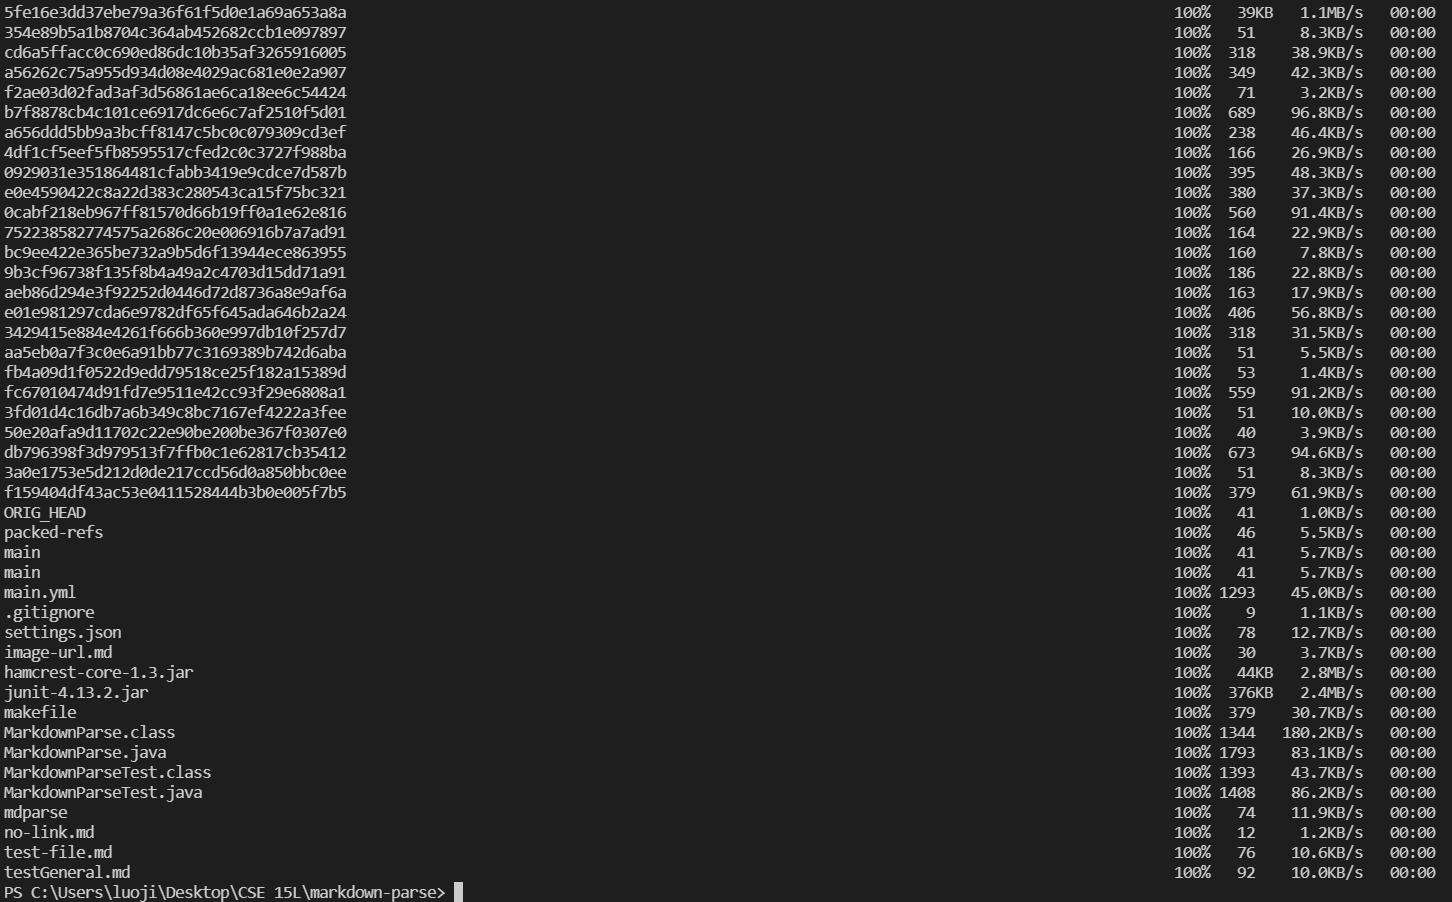 5fe16e3dd37ebe79a36f61f5d0e1a69a653a8a 100% 39KB 1.1MB/s 00:00
354e89b5a1b8704c364ab452682ccb1e097897 100% 51 8.3KB/s 00:00
cd6a5ffacc0c690ed86dc10b35af3265916005 100% 318 38.9KB/s 00:00
a56262c75a955d934d08e4029ac681e0e2a907 100% 349 42.3KB/s 00:00
f2ae03d02fad3af3d56861ae6ca18ee6c54424 100% 71 3.2KB/s 00:00
b7f8878cb4c101ce6917dc6e6c7af2510f5d01 100% 689 96.8KB/s 00:00
a656ddd5bb9a3bcff8147c5bc0c079309cd3ef 100% 238 46.4KB/s 00:00
4df1cf5eef5fb8595517cfed2c0c3727f988ba 100% 166 26.9KB/s 00:00
0929031e351864481cfabb3419e9cdce7d587b 100% 395 48.3KB/s 00:00
e0e4590422c8a22d383c280543ca15f75bc321 100% 380 37.3KB/s 00:00
0cabf218eb967ff81570d66b19ff0a1e62e816 100% 560 91.4KB/s 00:00
752238582774575a2686c20e006916b7a7ad91 100% 164 22.9KB/s 00:00
bc9ee422e365be732a9b5d6f13944ece863955 100% 160 7.8KB/s 00:00
9b3cf96738f135f8b4a49a2c4703d15dd71a91 100% 186 22.8KB/s 00:00
aeb86d294e3f92252d0446d72d8736a8e9af6a 100% 163 17.9KB/s 00:00
e01e981297cda6e9782df65f645ada646b2a24 100% 406 56.8KB/s 00:00
3429415e884e4261f666b360e997db10f257d7 100% 318 31.5KB/s 00:00
aa5eb0a7f3c0e6a91bb77c3169389b742d6aba 100% 51 5.5KB/s 00:00
fb4a09d1f0522d9edd79518ce25f182a15389d 100% 53 1.4KB/s 00:00
fc67010474d91fd7e9511e42cc93f29e6808a1 100% 559 91.2KB/s 00:00
3fd01d4c16db7a6b349c8bc7167ef4222a3fee 100% 51 10.0KB/s 00:00
50e20afa9d11702c22e90be200be367f0307e0 100% 40 3.9KB/s 00:00
db796398f3d979513f7ffb0c1e62817cb35412 100% 673 94.6KB/s 00:00
3a0e1753e5d212d0de217ccd56d0a850bbc0ee 100% 51 8.3KB/s 00:00
f159404df43ac53e0411528444b3b0e005f7b5 100% 379 61.9KB/s 00:00
ORIG_HEAD 100% 41 1.0KB/s 00:00
packed-refs 100% 46 5.5KB/s 00:00
main 100% 41 5.7KB/s 00:00
main 100% 41 5.7KB/s 00:00
main.yml 100% 1293 45.0KB/s 00:00
.gitignore 100% 9 1.1KB/s 00:00
settings.json 100% 78 12.7KB/s 00:00
image-url.md 100% 30 3.7KB/s 00:00
hamcrest-core-1.3.jar 100% 44KB 2.8MB/s 00:00
junit-4.13.2.jar 100% 376KB 2.4MB/s 00:00
makefile 100% 379 30.7KB/s 00:00
MarkdownParse.class 100% 1344 180.2KB/s 00:00
MarkdownParse.java 100% 1793 83.1KB/s 00:00
MarkdownParseTest.class 100% 1393 43.7KB/s 00:00
MarkdownParseTest.java 100% 1408 86.2KB/s 00:00
mdparse 100% 74 11.9KB/s 00:00
no-link.md 100% 12 1.2KB/s 00:00
test-file.md 100% 76 10.6KB/s 00:00
testGeneral.md 100% 92 10.0KB/s 00:00
PS C:\Users\luoji\Desktop\CSE 15L\markdown-parse>